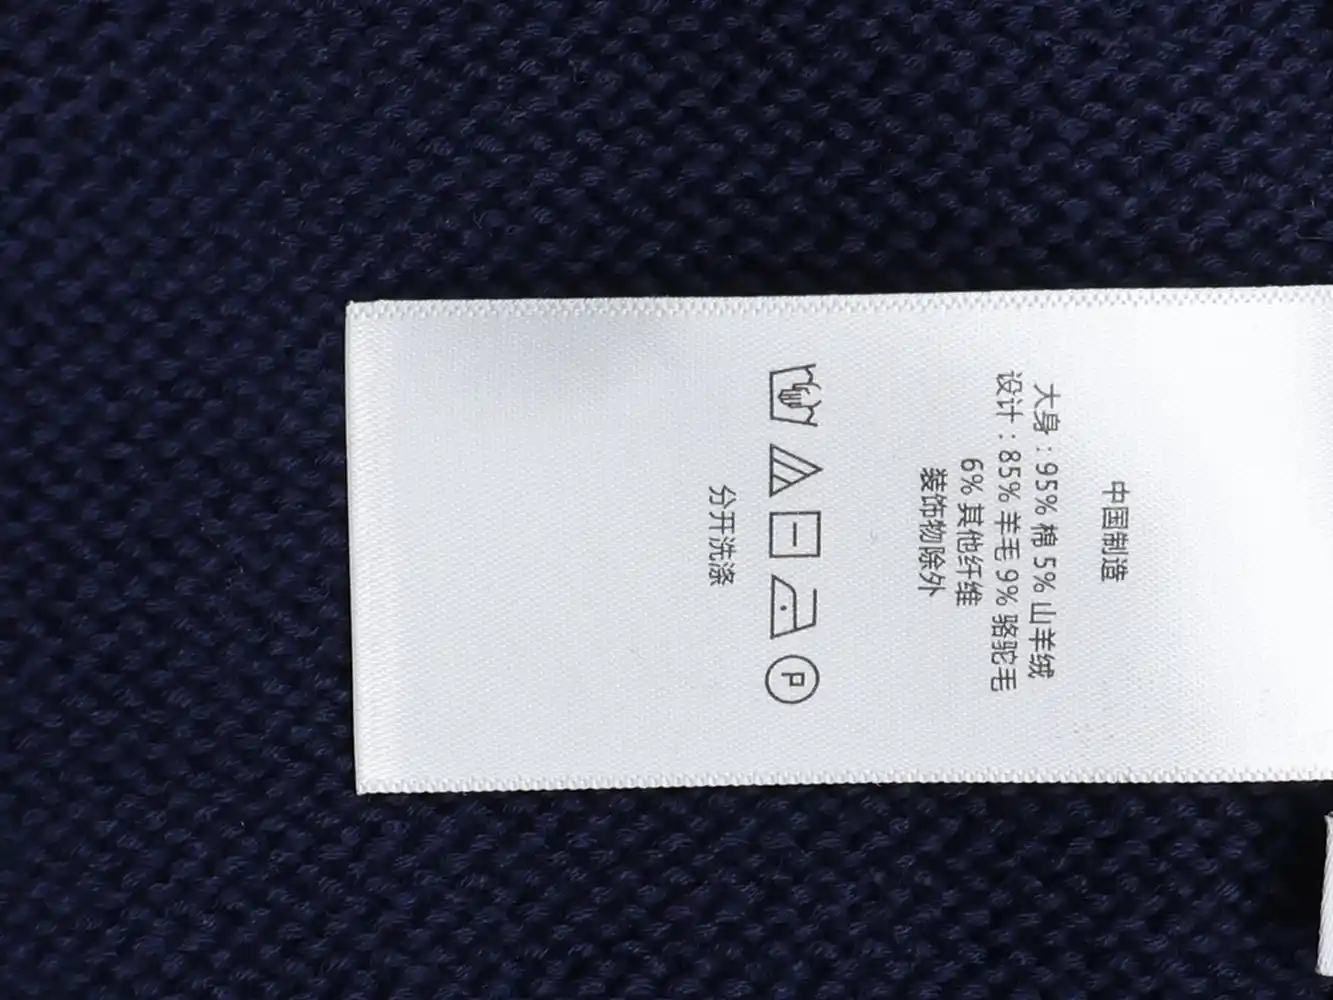 中国制造
大身：95% 棉 5% 山羊绒
设计：85% 羊毛 9% 骆驼毛
6% 其他纤维
装饰物除外
P
分开洗涤